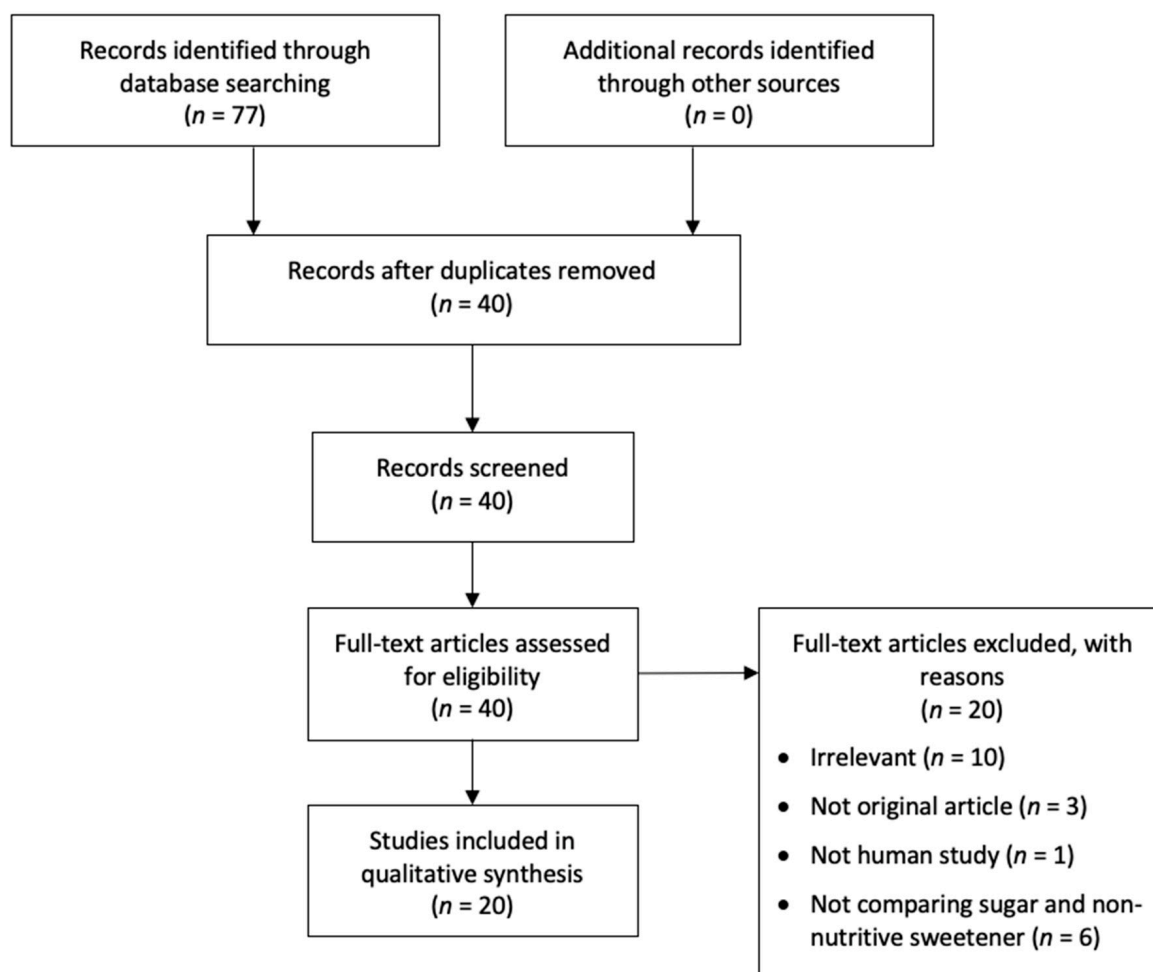 Records identified through
database searching
(n = 77)
Additional records identified
through other sources
(n = 0)
Records after duplicates removed
(n = 40)
Records screened
(n = 40)
Full-text articles assessed
for eligibility
(n = 40)
Full-text articles excluded, with
reasons
(n = 20)
• Irrelevant (n = 10)
• Not original article (n = 3)
• Not human study (n = 1)
• Not comparing sugar and non-
nutritive sweetener (n = 6)
Studies included in
qualitative synthesis
(n = 20)